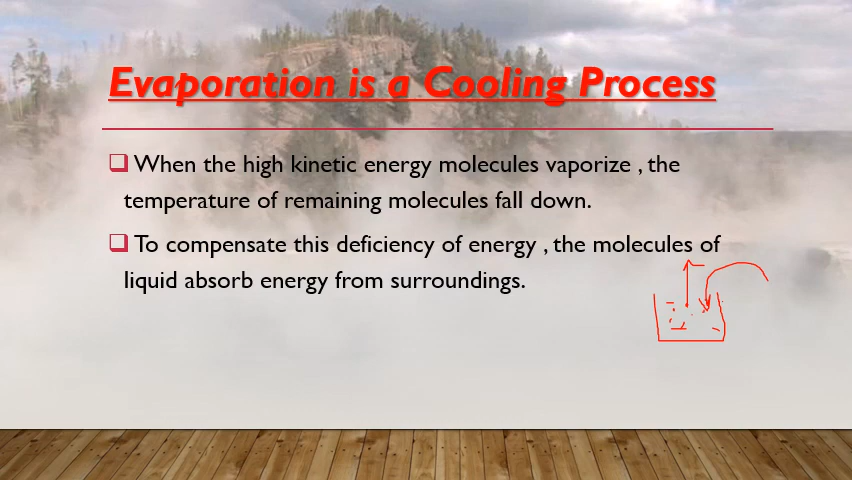 Evaporation is a Cooling Process
When the high kinetic energy molecules vaporize , the
temperature of remaining molecules fall down.
To compensate this deficiency of energy , the molecules of
liquid absorb energy from surroundings.